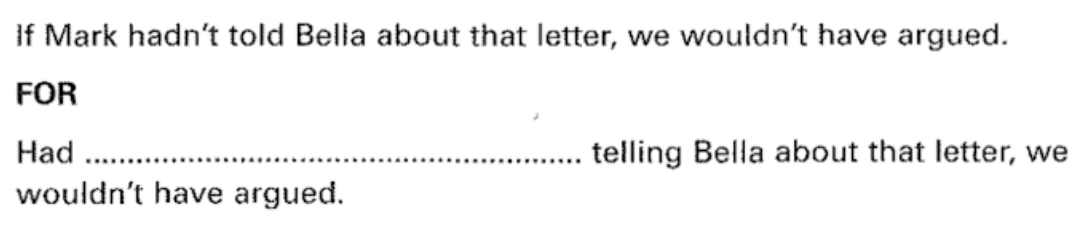 If Mark hadn't told Bella about that letter, we wouldn't have argued.
FOR
Had ............................................................ telling Bella about that letter, we
wouldn't have argued.